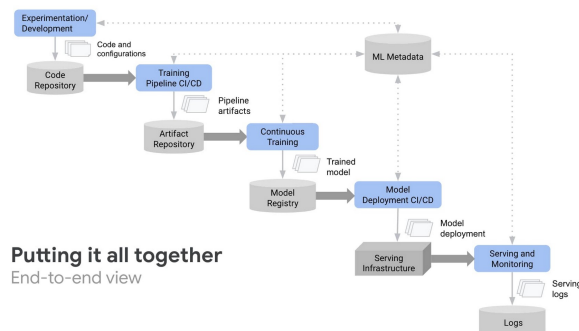 Experimentation/
Development
Code and
configurations
ML Metadata
Code
Repository
Training
Pipeline CI/CD
Pipeline
artifacts
Artifact
Repository
Continuous
Training
Trained
model
Model
Registry
Model
Deployment CI/CD
Model
deployment
Putting it all together
End-to-end view
Serving
Infrastructure
Serving and
Monitoring
Serving
logs
Logs